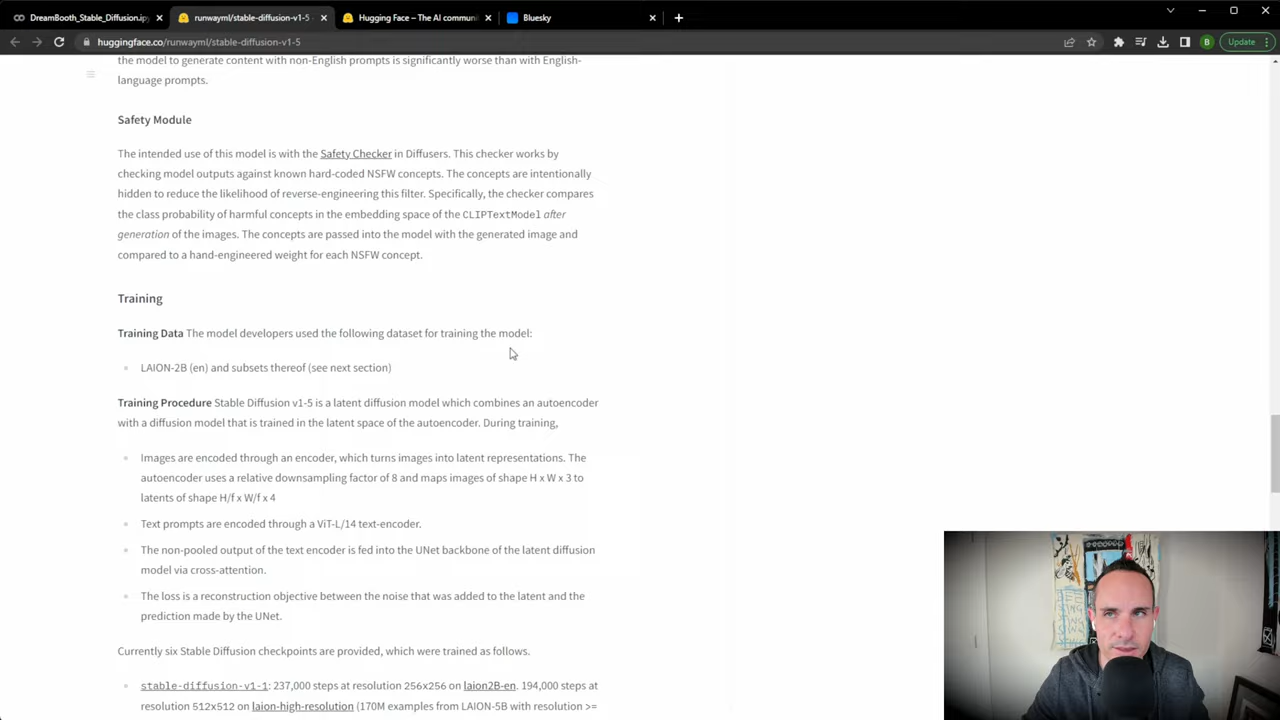 DreamBooth_Stable_Diffusion.ipy
runwayml/stable-diffusion-v1-5
Hugging Face – The AI commun
Bluesky
huggingface.co/runwayml/stable-diffusion-v1-5
B
Update
the model to generate content with non-English prompts is significantly worse than with English-
language prompts.
Safety Module
The intended use of this model is with the Safety Checker in Diffusers. This checker works by
checking model outputs against known hard-coded NSFW concepts. The concepts are intentionally
hidden to reduce the likelihood of reverse-engineering this filter. Specifically, the checker compares
the class probability of harmful concepts in the embedding space of the CLIPTextModel after
generation of the images. The concepts are passed into the model with the generated image and
compared to a hand-engineered weight for each NSFW concept.
Training
Training Data The model developers used the following dataset for training the model:
LAION-2B (en) and subsets thereof (see next section)
Training Procedure Stable Diffusion v1-5 is a latent diffusion model which combines an autoencoder
with a diffusion model that is trained in the latent space of the autoencoder. During training,
Images are encoded through an encoder, which turns images into latent representations. The
autoencoder uses a relative downsampling factor of 8 and maps images of shape H x W x 3 to
latents of shape H/f x W/f x 4
Text prompts are encoded through a ViT-L/14 text-encoder.
The non-pooled output of the text encoder is fed into the UNet backbone of the latent diffusion
model via cross-attention.
The loss is a reconstruction objective between the noise that was added to the latent and the
prediction made by the UNet.
Currently six Stable Diffusion checkpoints are provided, which were trained as follows.
stable-diffusion-v1-1: 237,000 steps at resolution 256x256 on laion2B-en. 194,000 steps at
resolution 512x512 on laion-high-resolution (170M examples from LAION-5B with resolution >=